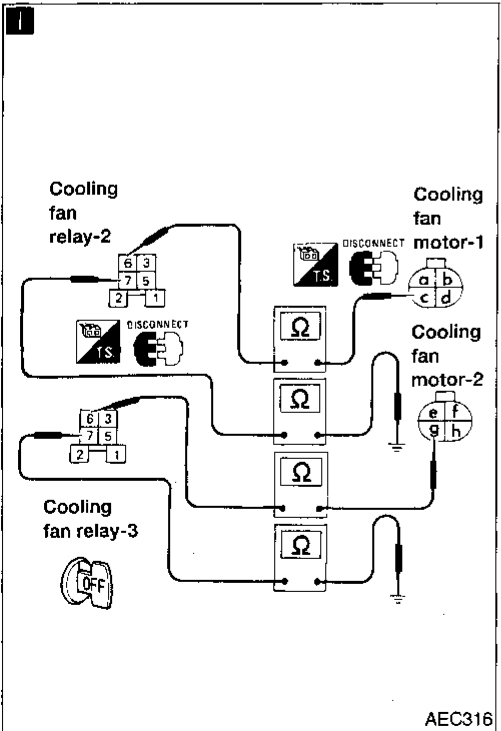 I
Cooling
fan
relay-2
6 3
7 5
2 1
T.S.
DISCONNECT
Cooling
fan
motor-1
a b
c d
T.S.
DISCONNECT
Ω
Ω
Ω
Ω
Cooling
fan
motor-2
e f
g h
6 3
7 5
2 1
Cooling
fan relay-3
OFF
AEC316